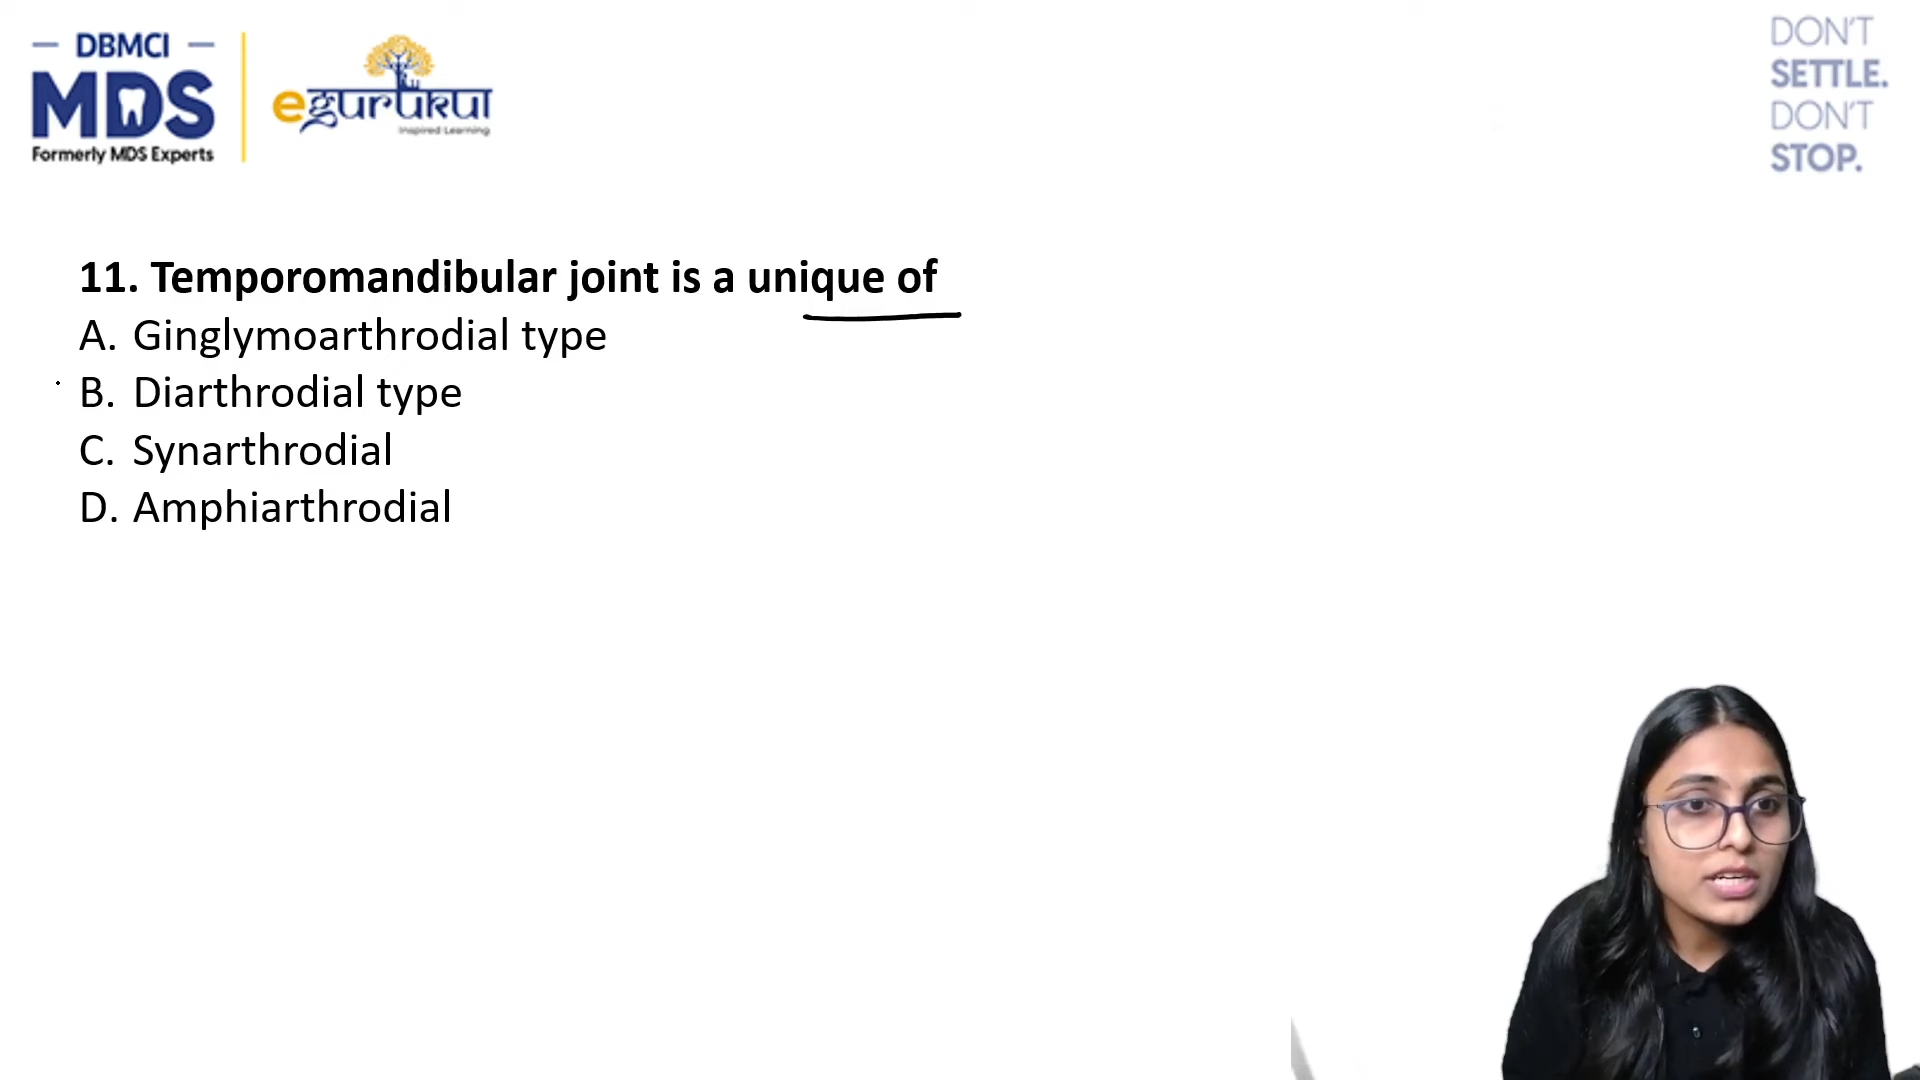 DBMCI
MDS
Formerly MDS Experts
egurukul
Inspired Learning
DON'T
SETTLE.
DON'T
STOP.
11. Temporomandibular joint is a unique of
A. Ginglymoarthrodial type
B. Diarthrodial type
C. Synarthrodial
D. Amphiarthrodial